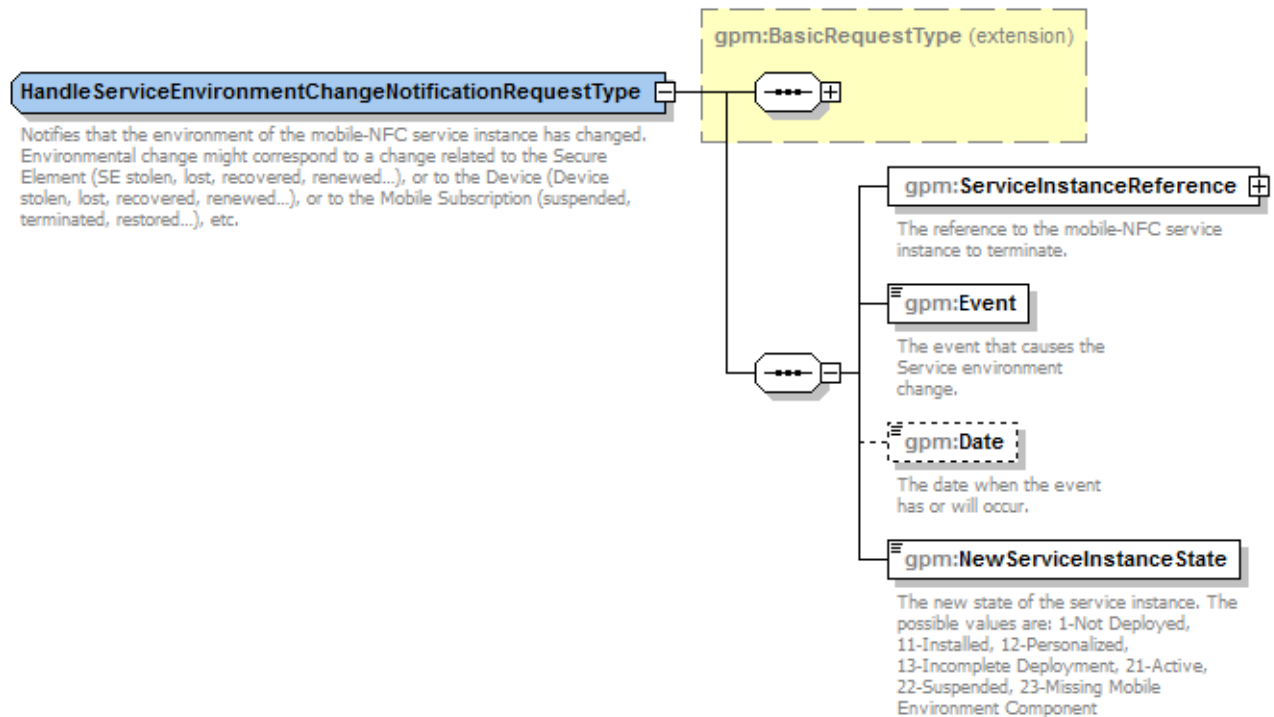 gpm:BasicRequestType (extension)
HandleServiceEnvironmentChangeNotificationRequestType
Notifies that the environment of the mobile-NFC service instance has changed.
Environmental change might correspond to a change related to the Secure
Element (SE stolen, lost, recovered, renewed...), or to the Device (Device
stolen, lost, recovered, renewed...), or to the Mobile Subscription (suspended,
terminated, restored...), etc.
gpm:ServiceInstanceReference
The reference to the mobile-NFC service
instance to terminate.
gpm:Event
The event that causes the
Service environment
change.
gpm:Date
The date when the event
has or will occur.
gpm:NewServiceInstanceState
The new state of the service instance. The
possible values are: 1-Not Deployed,
11-Installed, 12-Personalized,
13-Incomplete Deployment, 21-Active,
22-Suspended, 23-Missing Mobile
Environment Component